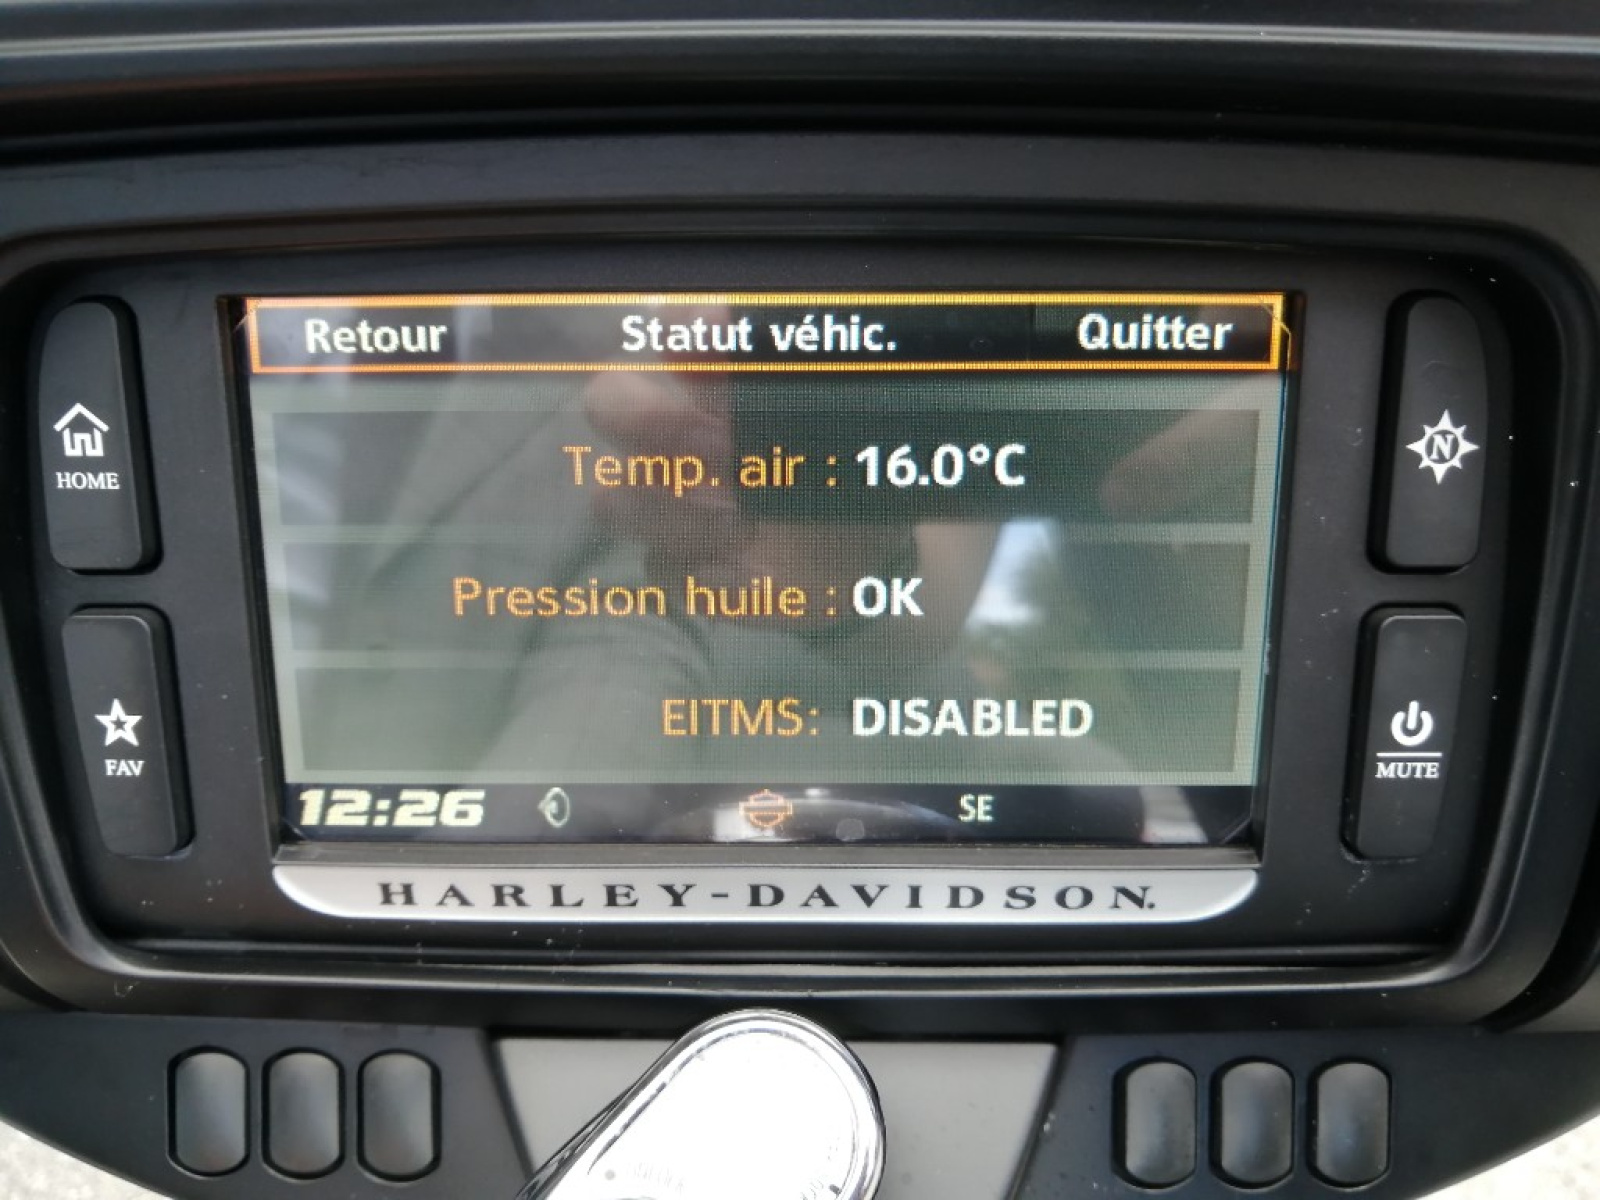 Retour Statut véhic. Quitter
HOME
N
Temp. air : 16.0°C
Pression huile : OK
EITMS: DISABLED
FAV
MUTE
12:26 SE
HARLEY-DAVIDSON.